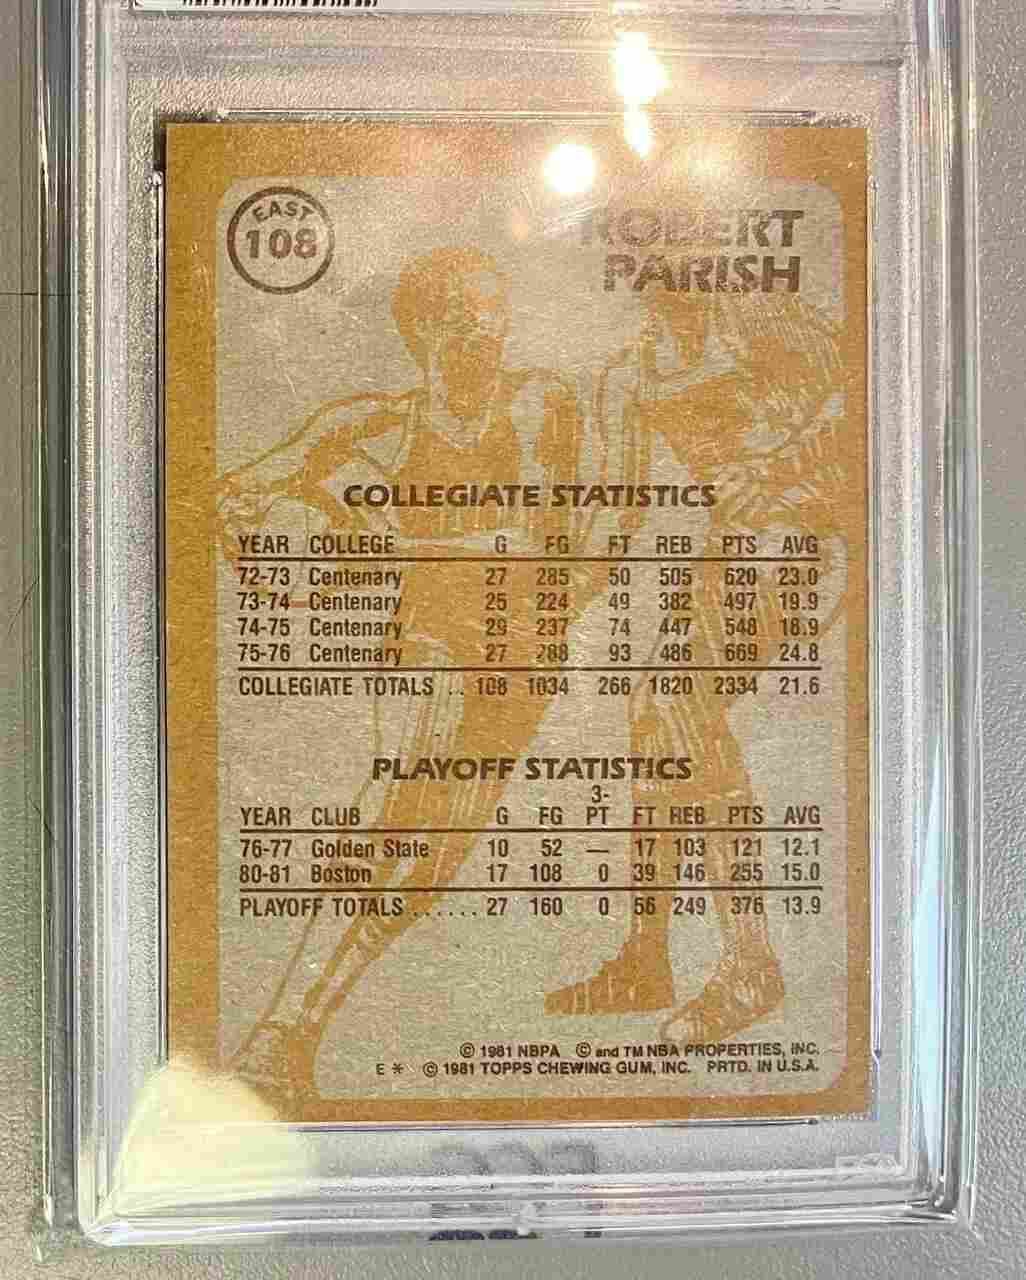 EAST
108
ROBERT
PARISH
COLLEGIATE STATISTICS
YEAR COLLEGE G FG FT REB PTS AVG
72-73 Centenary 27 285 50 505 620 23.0
73-74 Centenary 25 224 49 382 497 19.9
74-75 Centenary 29 237 74 447 548 18.9
75-76 Centenary 27 288 93 486 669 24.8
COLLEGIATE TOTALS .. 108 1034 266 1820 2334 21.6
PLAYOFF STATISTICS
3-
YEAR CLUB G FG PT FT REB PTS AVG
76-77 Golden State 10 52 — 17 103 121 12.1
80-81 Boston 17 108 0 39 146 255 15.0
PLAYOFF TOTALS ...... 27 160 0 56 249 376 13.9
© 1981 NBPA © and TM NBA PROPERTIES, INC.
E * © 1981 TOPPS CHEWING GUM, INC. PRTD. IN U.S.A.